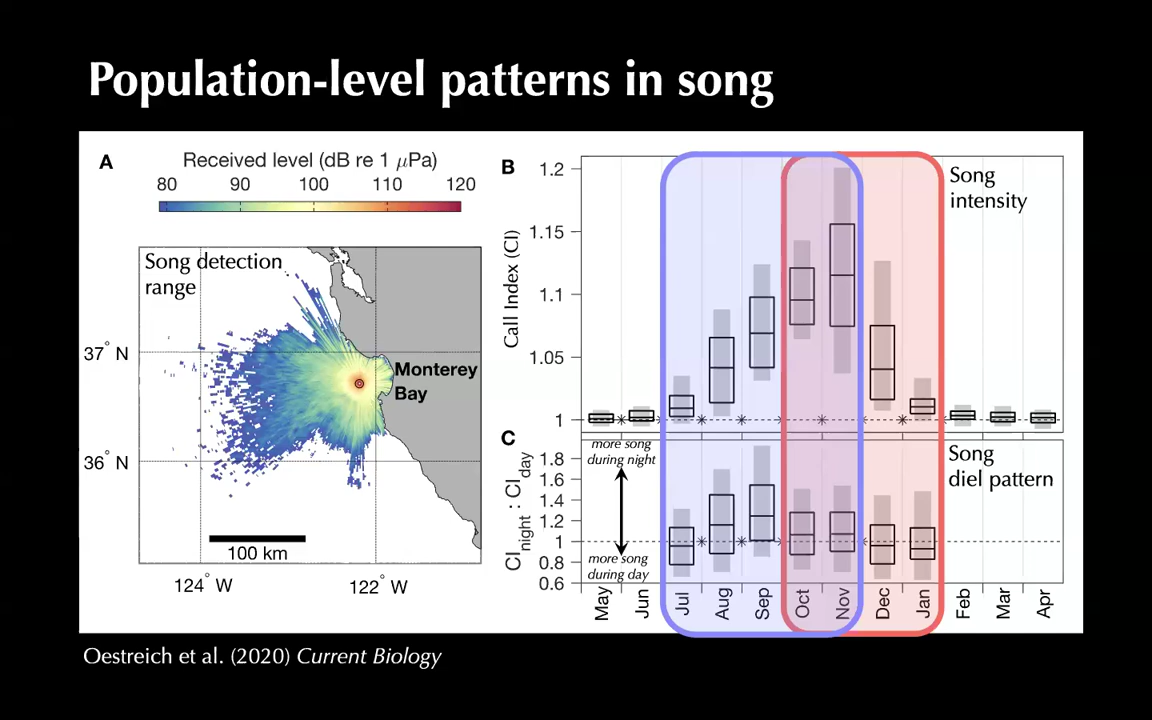 Population-level patterns in song
A
Received level (dB re 1 μPa)
80 90 100 110 120
Song detection
range
37° N
Monterey
Bay
36° N
100 km
124° W 122° W
B
Song
intensity
Call Index (CI)
1.2
1.15
1.1
1.05
1
C
Song
diel pattern
CInight : CIday
more song
during night
more song
during day
1.8
1.6
1.4
1.2
1
0.8
0.6
May Jun Jul Aug Sep Oct Nov Dec Jan Feb Mar Apr
Oestreich et al. (2020) Current Biology